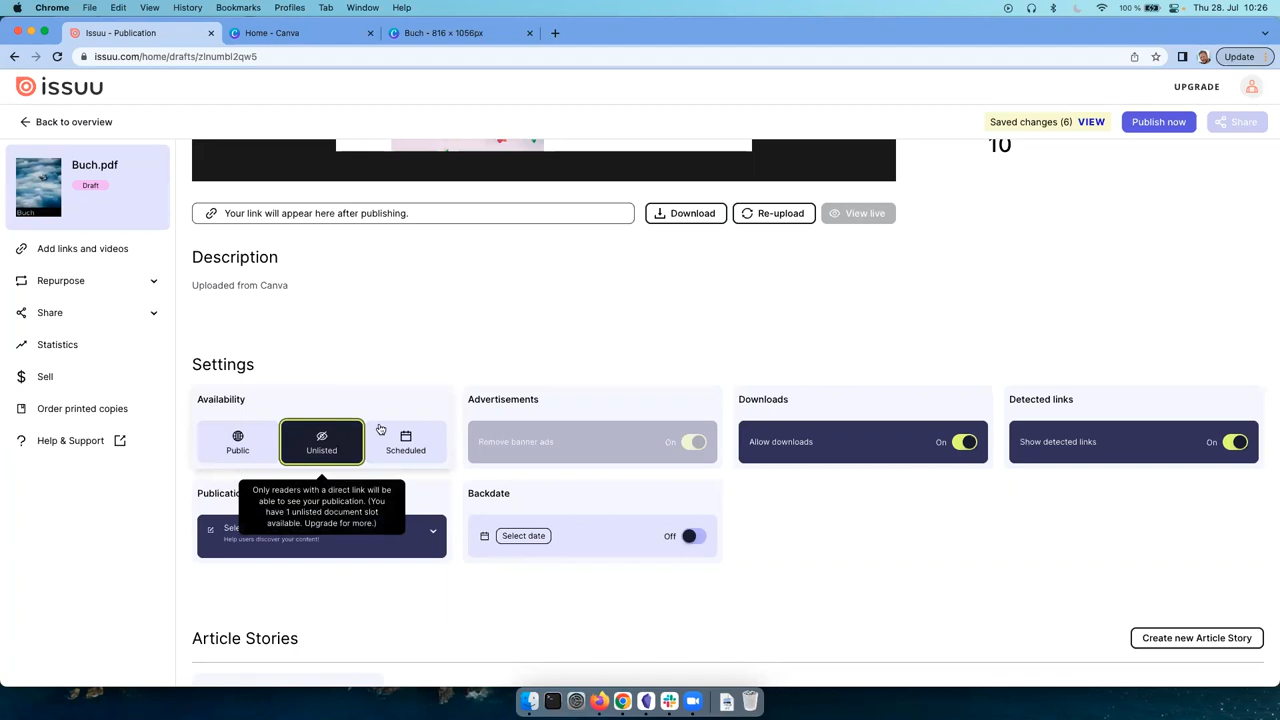 Chrome File Edit View History Bookmarks Profiles Tab Window Help 100 % Thu 28. Jul 10:26
Issuu - Publication Home - Canva Buch - 816 × 1056px
issuu.com/home/drafts/zlnumbl2qw5 Update
issuu UPGRADE
Back to overview Saved changes (6) VIEW Publish now Share
10
Buch.pdf
Draft
Buch
Your link will appear here after publishing. Download Re-upload View live
Add links and videos
Description
Repurpose
Uploaded from Canva
Share
Statistics
Settings
Sell
Availability Advertisements Downloads Detected links
Order printed copies
Public Unlisted Scheduled Remove banner ads On Allow downloads On Show detected links On
Help & Support
Only readers with a direct link will be
able to see your publication. (You
have 1 unlisted document slot
available. Upgrade for more.)
Backdate
Help users discover your content!
Select date Off
Article Stories Create new Article Story